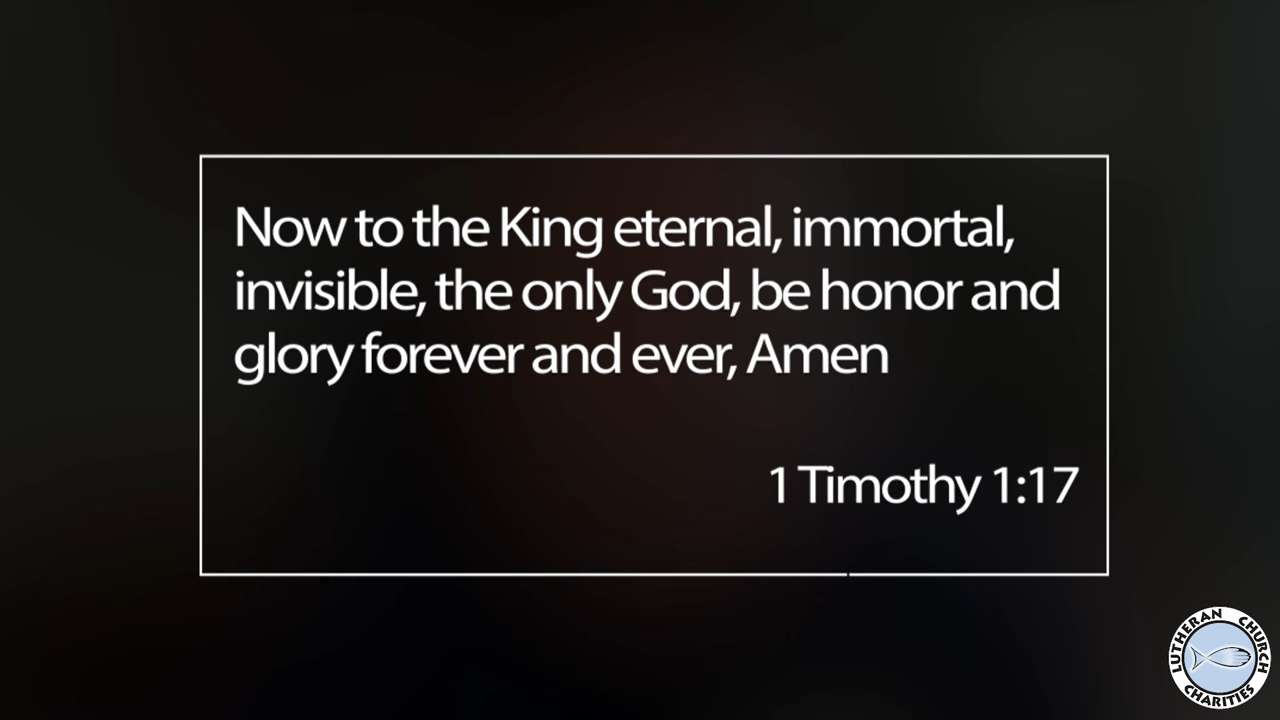 Now to the King eternal, immortal,
invisible, the only God, be honor and
glory forever and ever, Amen
1 Timothy 1:17
LUTHERAN CHURCH
CHARITIES